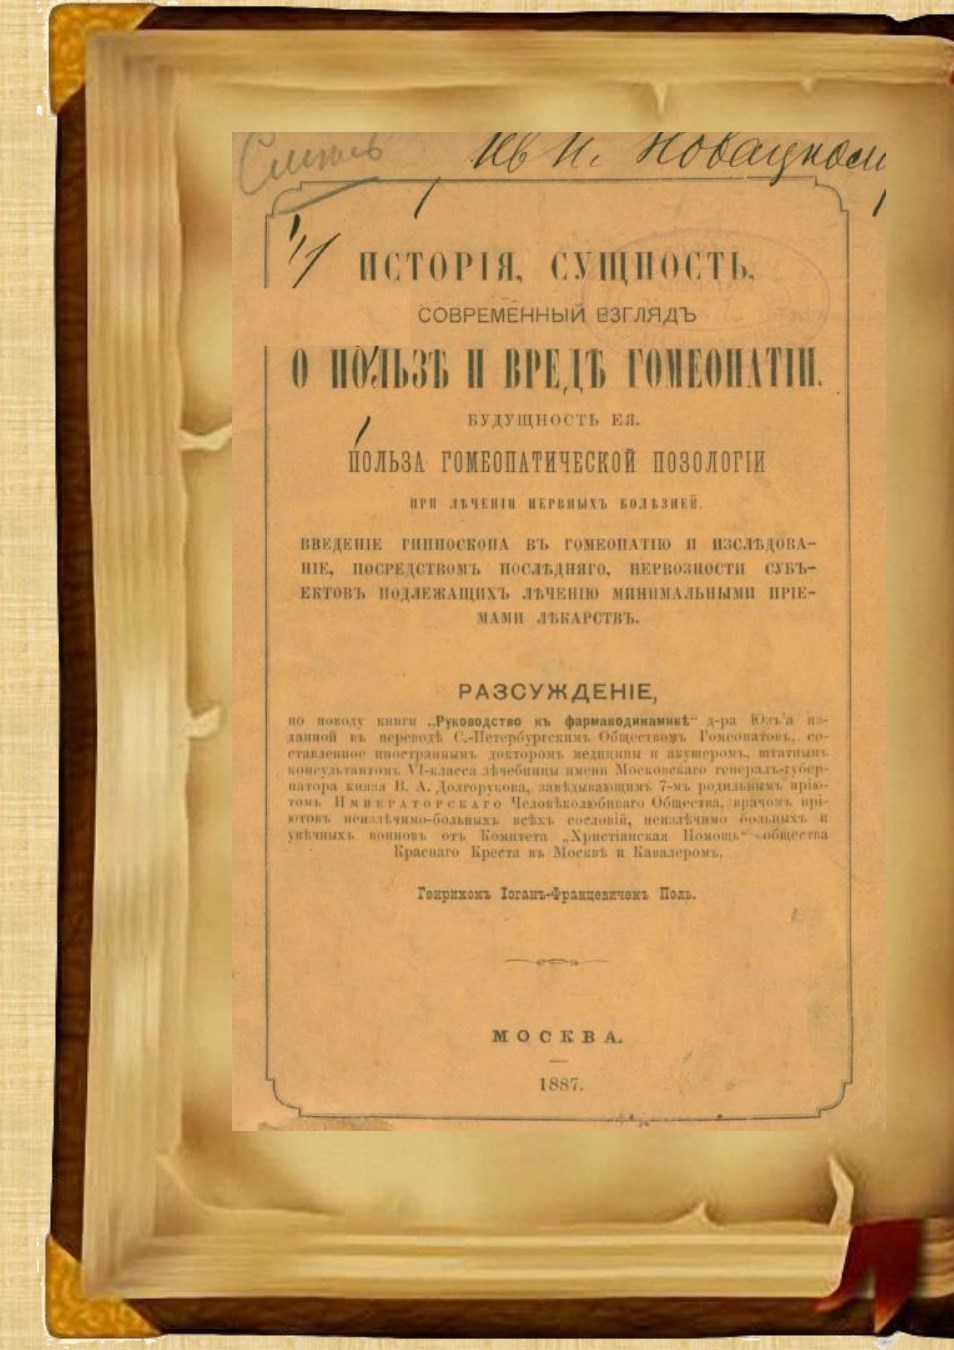 Ив И. Новацкому
ИСТОРІЯ, СУЩНОСТЬ,
СОВРЕМЕННЫЙ ВЗГЛЯДЪ
О ПОЛЬЗѢ И ВРЕДѢ ГОМЕОПАТІИ.
БУДУЩНОСТЬ ЕЯ.
ПОЛЬЗА ГОМЕОПАТИЧЕСКОЙ ПОЗОЛОГІИ
ПРИ ЛѢЧЕНІИ НЕРВНЫХЪ БОЛѢЗНЕЙ.
ВВЕДЕНІЕ ГИПНОСКОПА ВЪ ГОМЕОПАТІЮ И ИЗСЛѢДОВА-
НІЕ, ПОСРЕДСТВОМЪ ПОСЛѢДНЯГО, НЕРВОЗНОСТИ СУБЪ-
ЕКТОВЪ ПОДЛЕЖАЩИХЪ ЛѢЧЕНІЮ МИНИМАЛЬНЫМИ ПРІЕ-
МАМИ ЛѢКАРСТВЪ.
РАЗСУЖДЕНІЕ,
по поводу книги „Руководство къ фармакодинамикѣ“ д-ра Юзъ'а из-
данной въ переводѣ С.-Петербургскимъ Обществомъ Гомеопатовъ, со-
ставленное иностраннымъ докторомъ медицины и акушеромъ, штатнымъ
консультантомъ VI-класса лѣчебницы имени Московскаго генералъ-губер-
натора князя В. А. Долгорукова, завѣдывающимъ 7-мъ родильнымъ прію-
томъ ИМПЕРАТОРСКАГО Человѣколюбиваго Общества, врачомъ прі-
ютовъ неизлѣчимо-больныхъ всѣхъ сословій, неизлѣчимо больныхъ и
увѣчныхъ воиновъ отъ Комитета „Христіанская Помощь“ общества
Краснаго Креста въ Москвѣ и Кавалеромъ,
Генрихомъ Іоганъ-Францевичемъ Поль.
МОСКВА.
1887.